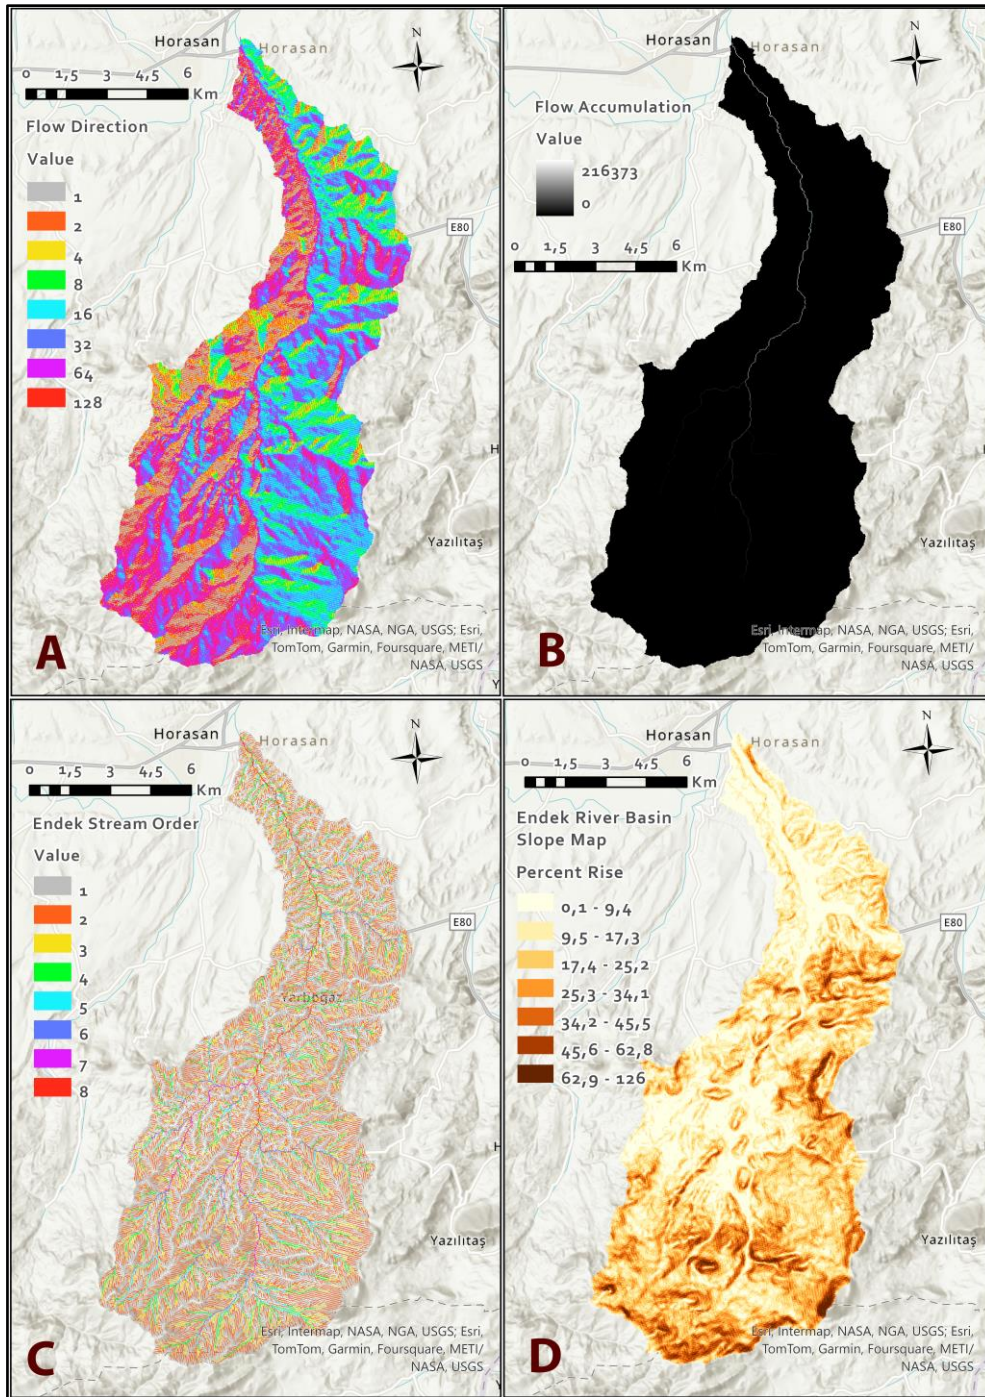 Horasan
Horasan
N
0 1,5 3 4,5 6
Km
Flow Direction
Value
1
2
4
8
16
32
64
128
E80
H
Yazılıtaş
Esri, Intermap, NASA, NGA, USGS; Esri,
TomTom, Garmin, Foursquare, METI/
NASA, USGS
Y
A
Horasan
Horasan
N
Flow Accumulation
Value
216373
0
0 1,5 3 4,5 6
Km
E80
H
Yazılıtaş
Esri, Intermap, NASA, NGA, USGS; Esri,
TomTom, Garmin, Foursquare, METI/
NASA, USGS
B
Horasan
Horasan
N
0 1,5 3 4,5 6
Km
Endek Stream Order
Value
1
2
3
4
5
6
7
8
E80
Yarboğaz
H
Yazılıtaş
Esri, Intermap, NASA, NGA, USGS; Esri,
TomTom, Garmin, Foursquare, METI/
NASA, USGS
Y
C
Horasan
Horasan
N
0 1,5 3 4,5 6
Km
Endek River Basin
Slope Map
Percent Rise
0,1 - 9,4
9,5 - 17,3
17,4 - 25,2
25,3 - 34,1
34,2 - 45,5
45,6 - 62,8
62,9 - 126
E80
Yazılıtaş
Esri, Intermap, NASA, NGA, USGS; Esri,
TomTom, Garmin, Foursquare, METI/
NASA, USGS
D